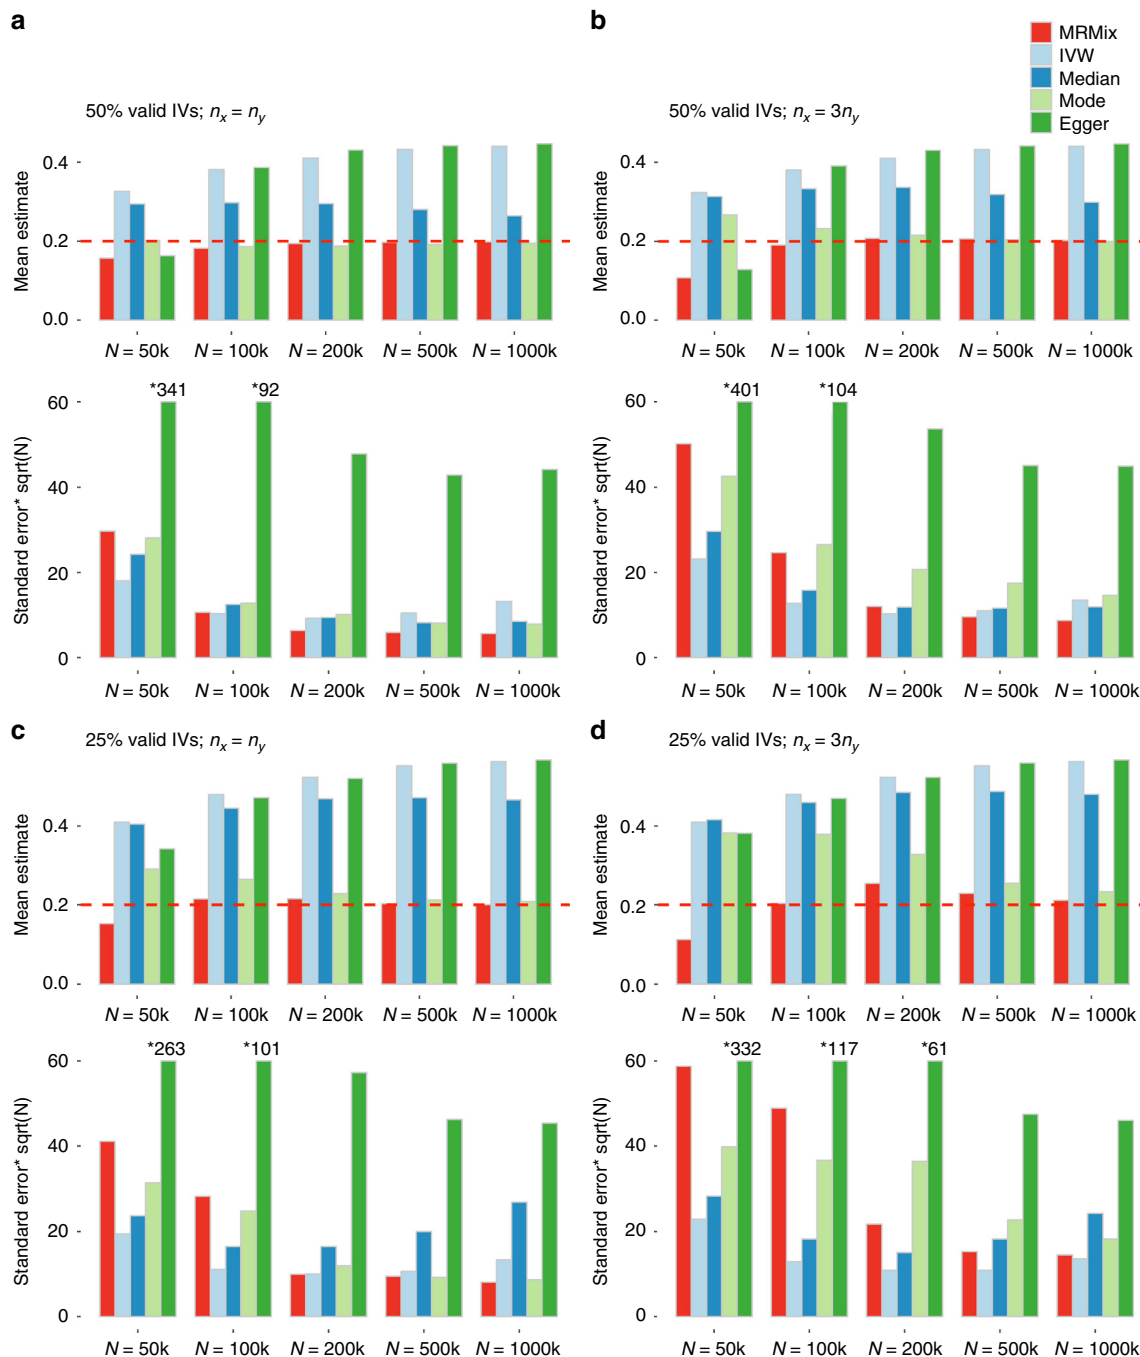 a
b
MRMix
IVW
Median
Mode
Egger
50% valid IVs; nx = ny
50% valid IVs; nx = 3ny
Mean estimate
0.4
0.2
0.0
N = 50k N = 100k N = 200k N = 500k N = 1000k
Mean estimate
0.4
0.2
0.0
N = 50k N = 100k N = 200k N = 500k N = 1000k
Standard error* sqrt(N)
60
40
20
0
*341 *92
N = 50k N = 100k N = 200k N = 500k N = 1000k
Standard error* sqrt(N)
60
40
20
0
*401 *104
N = 50k N = 100k N = 200k N = 500k N = 1000k
c
25% valid IVs; nx = ny
d
25% valid IVs; nx = 3ny
Mean estimate
0.4
0.2
0.0
N = 50k N = 100k N = 200k N = 500k N = 1000k
Mean estimate
0.4
0.2
0.0
N = 50k N = 100k N = 200k N = 500k N = 1000k
Standard error* sqrt(N)
60
40
20
0
*263 *101
N = 50k N = 100k N = 200k N = 500k N = 1000k
Standard error* sqrt(N)
60
40
20
0
*332 *117 *61
N = 50k N = 100k N = 200k N = 500k N = 1000k